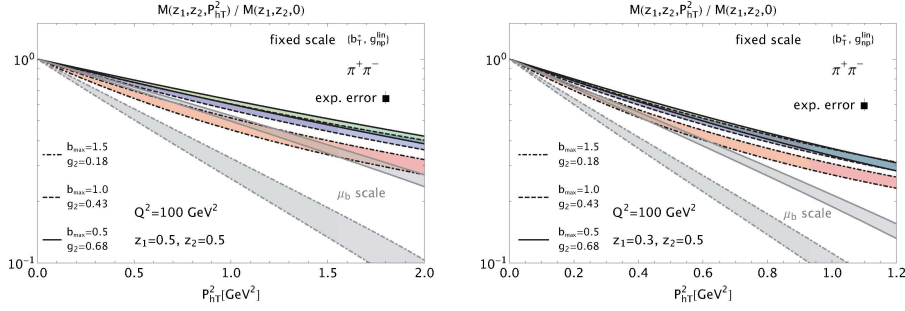 M(z₁,z₂,P²hT) / M(z₁,z₂,0)
fixed scale {b*T, g^lin_np}
π⁺π⁻
exp. error
10⁰
bmax=1.5
g₂=0.18
bmax=1.0
g₂=0.43
bmax=0.5
g₂=0.68
μb scale
Q²=100 GeV²
z₁=0.5, z₂=0.5
10⁻¹
0.0 0.5 1.0 1.5 2.0
P²hT[GeV²]
M(z₁,z₂,P²hT) / M(z₁,z₂,0)
fixed scale {b*T, g^lin_np}
π⁺π⁻
exp. error
10⁰
bmax=1.5
g₂=0.18
bmax=1.0
g₂=0.43
bmax=0.5
g₂=0.68
μb scale
Q²=100 GeV²
z₁=0.3, z₂=0.5
10⁻¹
0.0 0.2 0.4 0.6 0.8 1.0 1.2
P²hT[GeV²]